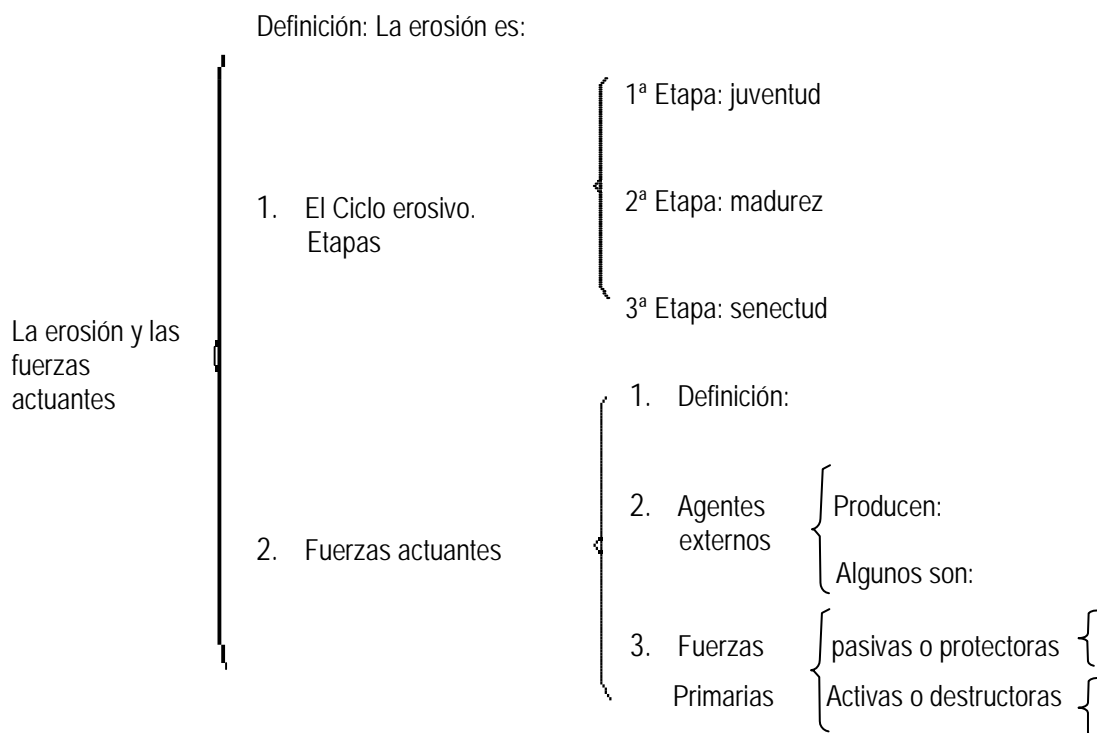 Definición: La erosión es:
1ª Etapa: juventud
1. El Ciclo erosivo.
Etapas
2ª Etapa: madurez
3ª Etapa: senectud
La erosión y las
fuerzas
actuantes
1. Definición:
2. Fuerzas actuantes
2. Agentes
externos
Producen:
Algunos son:
3. Fuerzas
Primarias
pasivas o protectoras
Activas o destructoras